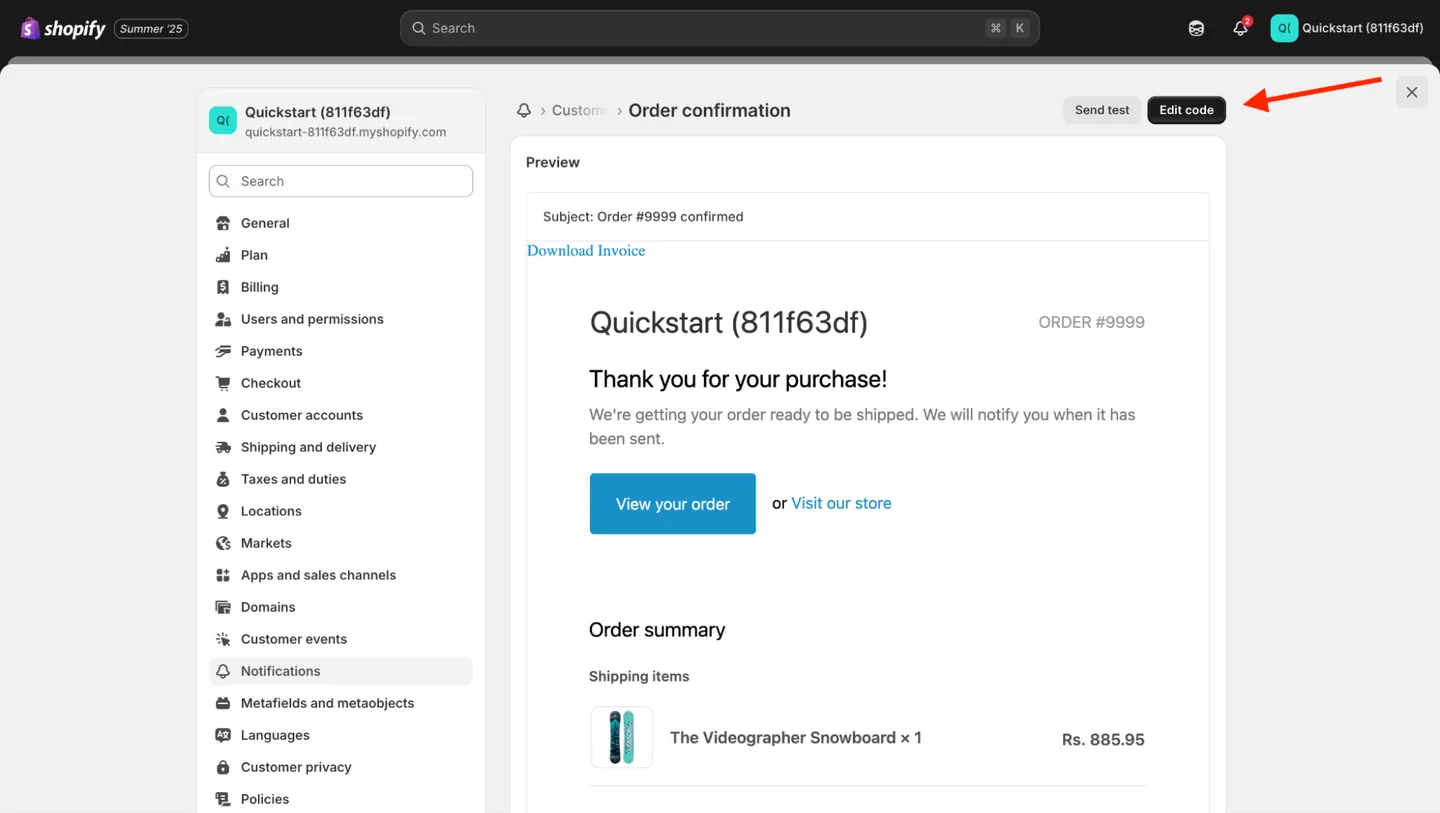 shopify Summer '25 Search ⌘ K 2 Q( Quickstart (811f63df)
Q( Quickstart (811f63df)
quickstart-811f63df.myshopify.com
Search
General
Plan
Billing
Users and permissions
Payments
Checkout
Customer accounts
Shipping and delivery
Taxes and duties
Locations
Markets
Apps and sales channels
Domains
Customer events
Notifications
Metafields and metaobjects
Languages
Customer privacy
Policies
› Custome › Order confirmation Send test Edit code
Preview
Subject: Order #9999 confirmed
Download Invoice
Quickstart (811f63df) ORDER #9999
Thank you for your purchase!
We're getting your order ready to be shipped. We will notify you when it has
been sent.
View your order or Visit our store
Order summary
Shipping items
The Videographer Snowboard × 1 Rs. 885.95